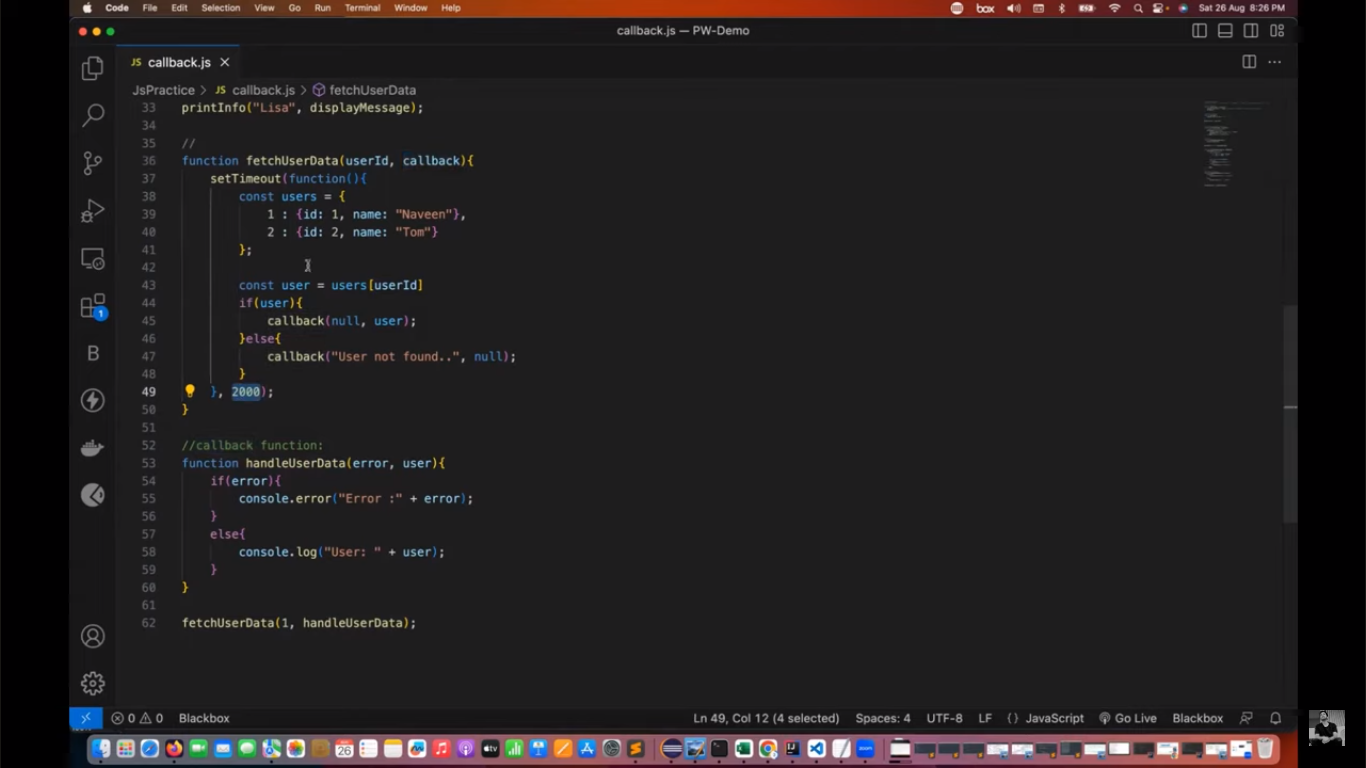 Code File Edit Selection View Go Run Terminal Window Help box Sat 26 Aug 8:26 PM
callback.js — PW-Demo
JS callback.js
JsPractice > JS callback.js > fetchUserData
33 printInfo("Lisa", displayMessage);
34
35 //
36 function fetchUserData(userId, callback){
37 setTimeout(function(){
38 const users = {
39 1 : {id: 1, name: "Naveen"},
40 2 : {id: 2, name: "Tom"}
41 };
42
43 const user = users[userId]
44 if(user){
45 callback(null, user);
46 }else{
47 callback("User not found..", null);
48 }
49 }, 2000);
50 }
51
52 //callback function:
53 function handleUserData(error, user){
54 if(error){
55 console.error("Error :" + error);
56 }
57 else{
58 console.log("User: " + user);
59 }
60 }
61
62 fetchUserData(1, handleUserData);
1
B
0 0 Blackbox Ln 49, Col 12 (4 selected) Spaces: 4 UTF-8 LF {} JavaScript Go Live Blackbox
26